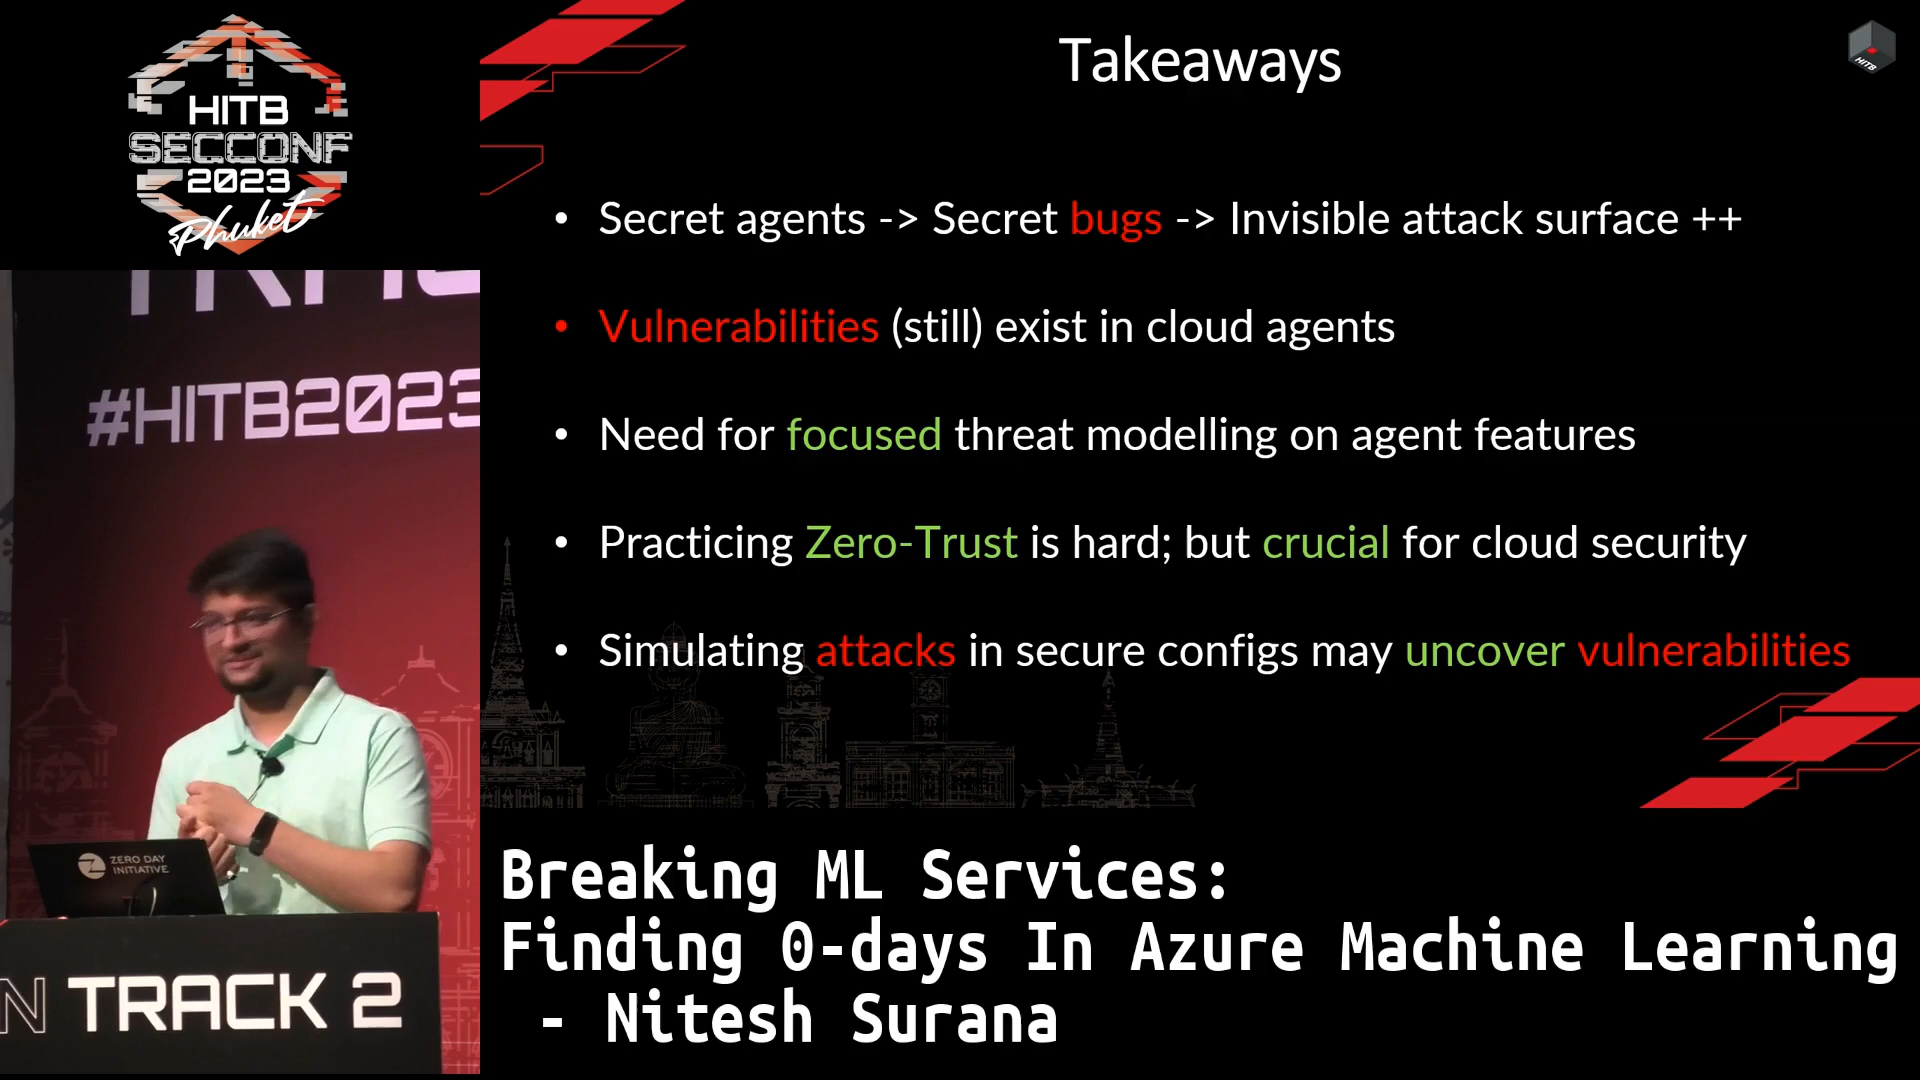 HITB
SECCONF
2023
Phuket
#HITB2023
ZERO DAY
INITIATIVE
N TRACK 2
Takeaways
HITB
• Secret agents -> Secret bugs -> Invisible attack surface ++
• Vulnerabilities (still) exist in cloud agents
• Need for focused threat modelling on agent features
• Practicing Zero-Trust is hard; but crucial for cloud security
• Simulating attacks in secure configs may uncover vulnerabilities
Breaking ML Services:
Finding 0-days In Azure Machine Learning
- Nitesh Surana